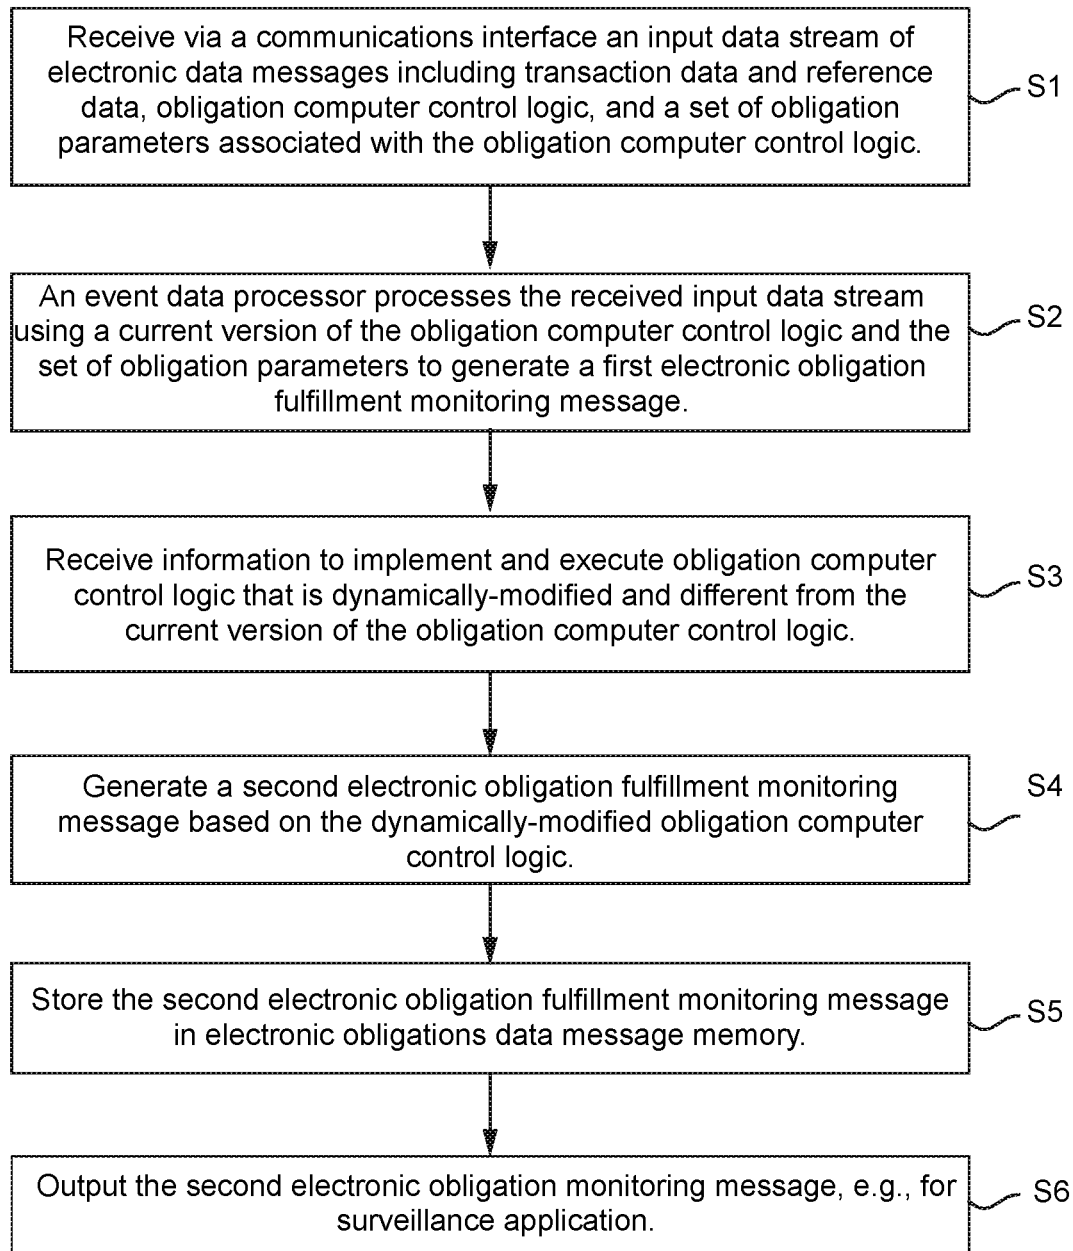 Receive via a communications interface an input data stream of
electronic data messages including transaction data and reference
data, obligation computer control logic, and a set of obligation
parameters associated with the obligation computer control logic.
S1
An event data processor processes the received input data stream
using a current version of the obligation computer control logic and the
set of obligation parameters to generate a first electronic obligation
fulfillment monitoring message.
S2
Receive information to implement and execute obligation computer
control logic that is dynamically-modified and different from the
current version of the obligation computer control logic.
S3
Generate a second electronic obligation fulfillment monitoring
message based on the dynamically-modified obligation computer
control logic.
S4
Store the second electronic obligation fulfillment monitoring message
in electronic obligations data message memory.
S5
Output the second electronic obligation monitoring message, e.g., for
surveillance application.
S6